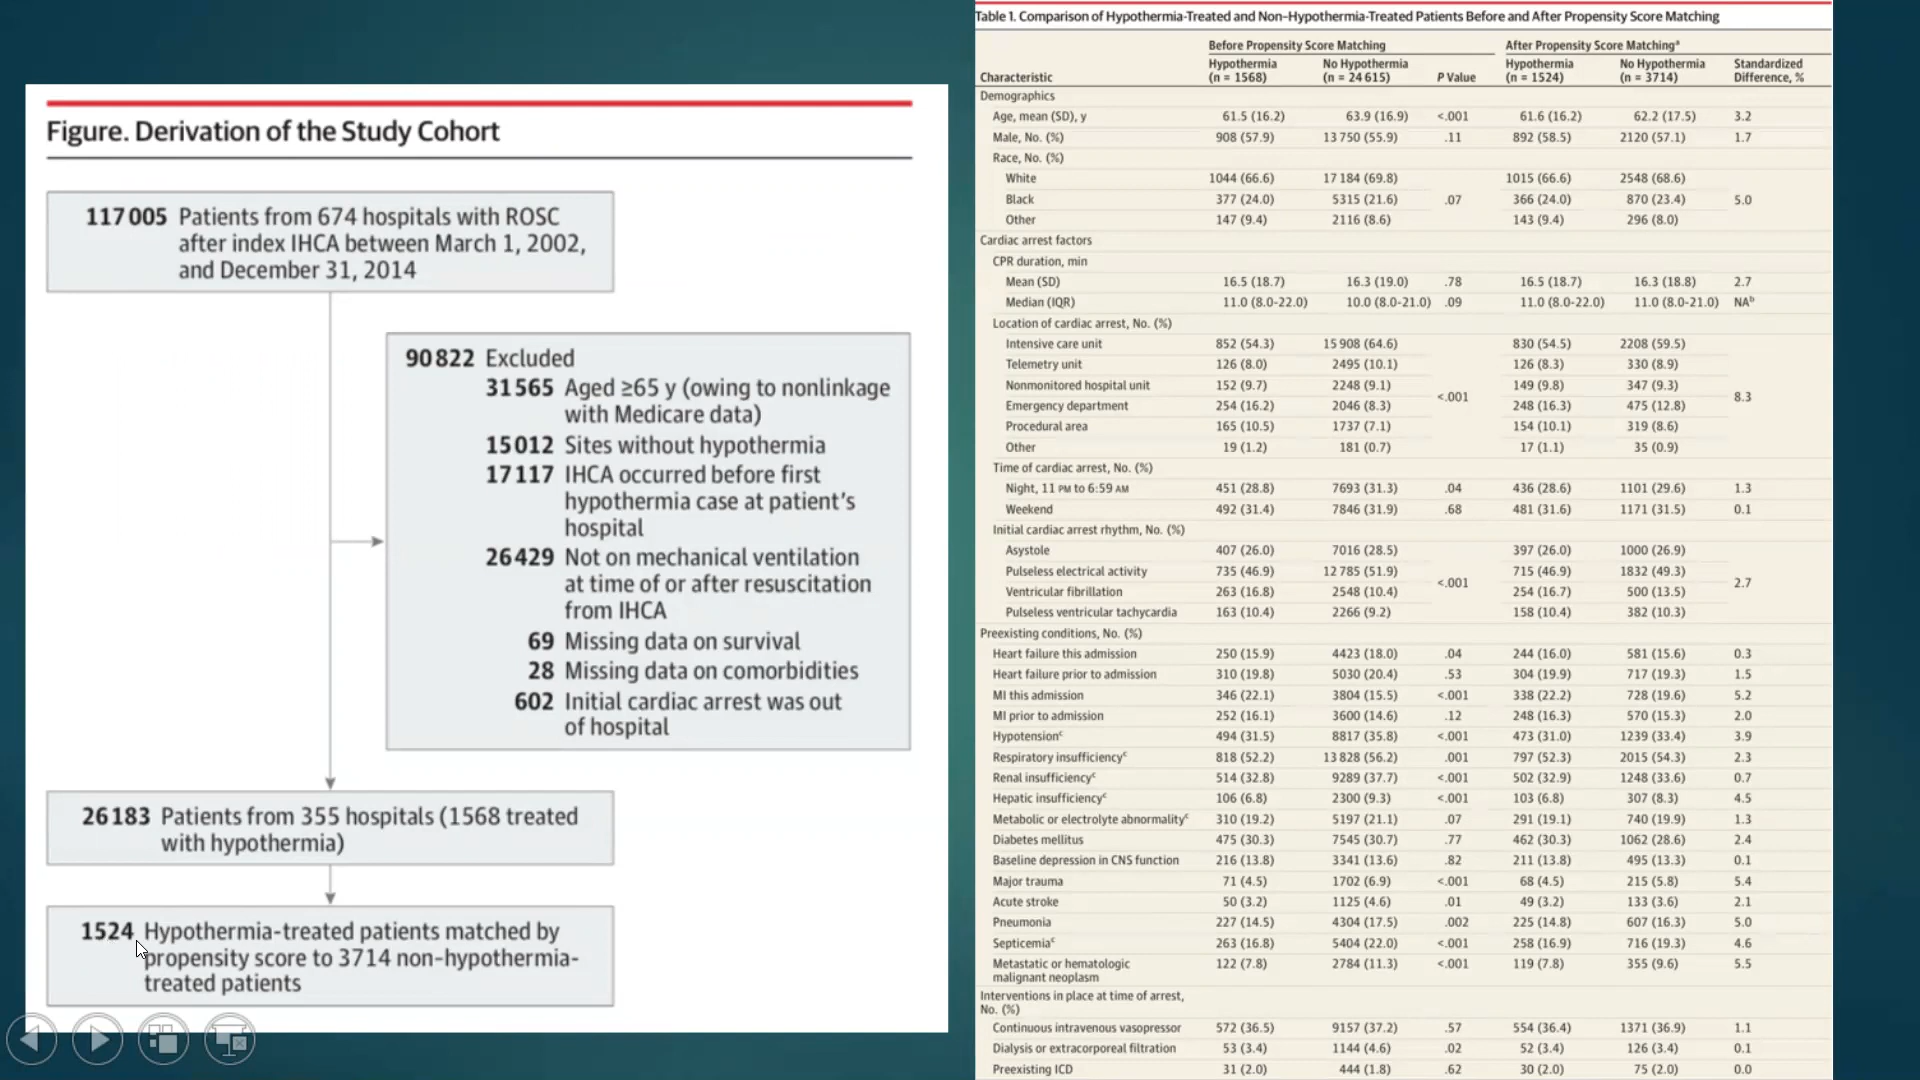 Figure. Derivation of the Study Cohort
117005 Patients from 674 hospitals with ROSC
after index IHCA between March 1, 2002,
and December 31, 2014
90822 Excluded
31565 Aged ≥65 y (owing to nonlinkage
with Medicare data)
15012 Sites without hypothermia
17117 IHCA occurred before first
hypothermia case at patient's
hospital
26429 Not on mechanical ventilation
at time of or after resuscitation
from IHCA
69 Missing data on survival
28 Missing data on comorbidities
602 Initial cardiac arrest was out
of hospital
26183 Patients from 355 hospitals (1568 treated
with hypothermia)
1524 Hypothermia-treated patients matched by
propensity score to 3714 non-hypothermia-
treated patients
Table 1. Comparison of Hypothermia-Treated and Non–Hypothermia-Treated Patients Before and After Propensity Score Matching
Before Propensity Score Matching After Propensity Score Matchingᵃ
Hypothermia No Hypothermia Hypothermia No Hypothermia Standardized
Characteristic (n = 1568) (n = 24 615) P Value (n = 1524) (n = 3714) Difference, %
Demographics
Age, mean (SD), y 61.5 (16.2) 63.9 (16.9) <.001 61.6 (16.2) 62.2 (17.5) 3.2
Male, No. (%) 908 (57.9) 13 750 (55.9) .11 892 (58.5) 2120 (57.1) 1.7
Race, No. (%)
White 1044 (66.6) 17 184 (69.8) 1015 (66.6) 2548 (68.6)
Black 377 (24.0) 5315 (21.6) .07 366 (24.0) 870 (23.4) 5.0
Other 147 (9.4) 2116 (8.6) 143 (9.4) 296 (8.0)
Cardiac arrest factors
CPR duration, min
Mean (SD) 16.5 (18.7) 16.3 (19.0) .78 16.5 (18.7) 16.3 (18.8) 2.7
Median (IQR) 11.0 (8.0-22.0) 10.0 (8.0-21.0) .09 11.0 (8.0-22.0) 11.0 (8.0-21.0) NAᵇ
Location of cardiac arrest, No. (%)
Intensive care unit 852 (54.3) 15 908 (64.6) 830 (54.5) 2208 (59.5)
Telemetry unit 126 (8.0) 2495 (10.1) 126 (8.3) 330 (8.9)
Nonmonitored hospital unit 152 (9.7) 2248 (9.1) 149 (9.8) 347 (9.3)
<.001 8.3
Emergency department 254 (16.2) 2046 (8.3) 248 (16.3) 475 (12.8)
Procedural area 165 (10.5) 1737 (7.1) 154 (10.1) 319 (8.6)
Other 19 (1.2) 181 (0.7) 17 (1.1) 35 (0.9)
Time of cardiac arrest, No. (%)
Night, 11 PM to 6:59 AM 451 (28.8) 7693 (31.3) .04 436 (28.6) 1101 (29.6) 1.3
Weekend 492 (31.4) 7846 (31.9) .68 481 (31.6) 1171 (31.5) 0.1
Initial cardiac arrest rhythm, No. (%)
Asystole 407 (26.0) 7016 (28.5) 397 (26.0) 1000 (26.9)
Pulseless electrical activity 735 (46.9) 12 785 (51.9) 715 (46.9) 1832 (49.3)
<.001 2.7
Ventricular fibrillation 263 (16.8) 2548 (10.4) 254 (16.7) 500 (13.5)
Pulseless ventricular tachycardia 163 (10.4) 2266 (9.2) 158 (10.4) 382 (10.3)
Preexisting conditions, No. (%)
Heart failure this admission 250 (15.9) 4423 (18.0) .04 244 (16.0) 581 (15.6) 0.3
Heart failure prior to admission 310 (19.8) 5030 (20.4) .53 304 (19.9) 717 (19.3) 1.5
MI this admission 346 (22.1) 3804 (15.5) <.001 338 (22.2) 728 (19.6) 5.2
MI prior to admission 252 (16.1) 3600 (14.6) .12 248 (16.3) 570 (15.3) 2.0
Hypotensionᶜ 494 (31.5) 8817 (35.8) <.001 473 (31.0) 1239 (33.4) 3.9
Respiratory insufficiencyᶜ 818 (52.2) 13 828 (56.2) .001 797 (52.3) 2015 (54.3) 2.3
Renal insufficiencyᶜ 514 (32.8) 9289 (37.7) <.001 502 (32.9) 1248 (33.6) 0.7
Hepatic insufficiencyᶜ 106 (6.8) 2300 (9.3) <.001 103 (6.8) 307 (8.3) 4.5
Metabolic or electrolyte abnormalityᶜ 310 (19.2) 5197 (21.1) .07 291 (19.1) 740 (19.9) 1.3
Diabetes mellitus 475 (30.3) 7545 (30.7) .77 462 (30.3) 1062 (28.6) 2.4
Baseline depression in CNS function 216 (13.8) 3341 (13.6) .82 211 (13.8) 495 (13.3) 0.1
Major trauma 71 (4.5) 1702 (6.9) <.001 68 (4.5) 215 (5.8) 5.4
Acute stroke 50 (3.2) 1125 (4.6) .01 49 (3.2) 133 (3.6) 2.1
Pneumonia 227 (14.5) 4304 (17.5) .002 225 (14.8) 607 (16.3) 5.0
Septicemiaᶜ 263 (16.8) 5404 (22.0) <.001 258 (16.9) 716 (19.3) 4.6
Metastatic or hematologic 122 (7.8) 2784 (11.3) <.001 119 (7.8) 355 (9.6) 5.5
malignant neoplasm
Interventions in place at time of arrest,
No. (%)
Continuous intravenous vasopressor 572 (36.5) 9157 (37.2) .57 554 (36.4) 1371 (36.9) 1.1
Dialysis or extracorporeal filtration 53 (3.4) 1144 (4.6) .02 52 (3.4) 126 (3.4) 0.1
Preexisting ICD 31 (2.0) 444 (1.8) .62 30 (2.0) 75 (2.0) 0.0